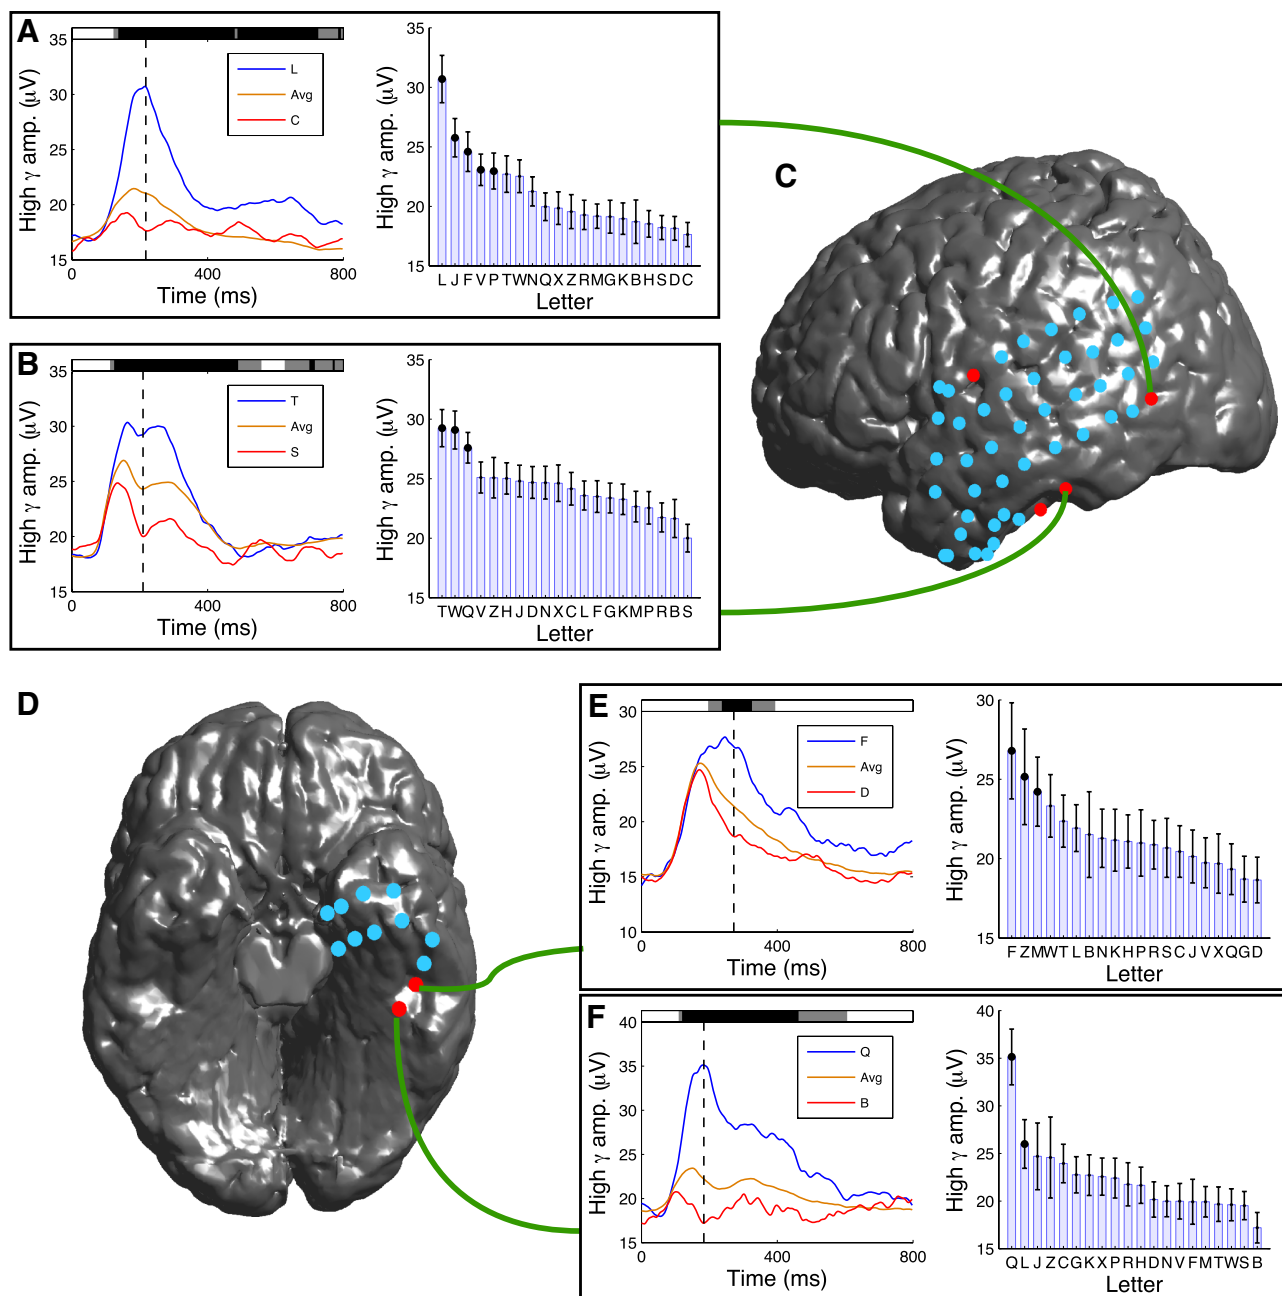 A
High γ amp. (μV)
35
30
25
20
15
0
400
800
Time (ms)
L
Avg
C
High γ amp. (μV)
35
30
25
20
15
L J F V P T W N Q X Z R M G K B H S D C
Letter
B
High γ amp. (μV)
35
30
25
20
15
0
400
800
Time (ms)
T
Avg
S
High γ amp. (μV)
35
30
25
20
15
T W Q V Z H J D N X C L F G K M P R B S
Letter
C
D
E
High γ amp. (μV)
30
25
20
15
10
0
400
800
Time (ms)
F
Avg
D
High γ amp. (μV)
30
25
20
15
F Z M W T L B N K H P R S C J V X Q G D
Letter
F
High γ amp. (μV)
40
35
30
25
20
15
0
400
800
Time (ms)
Q
Avg
B
High γ amp. (μV)
40
35
30
25
20
15
Q L J Z C G K X P R H D N V F M T W S B
Letter